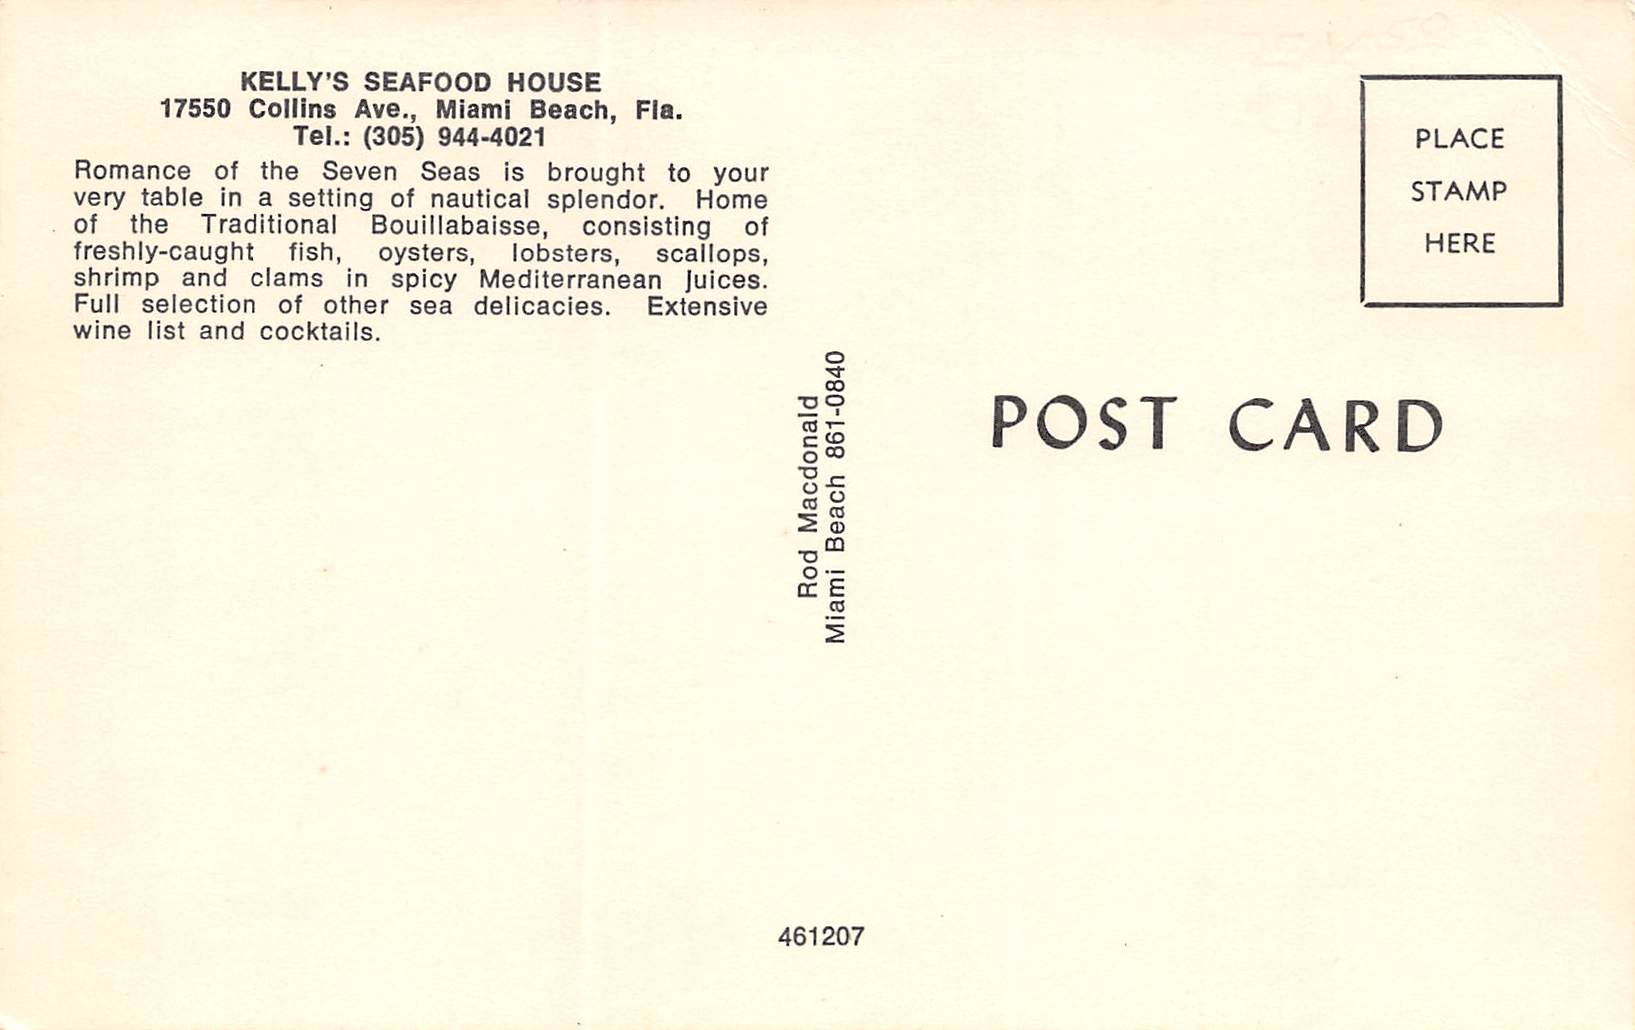 KELLY'S SEAFOOD HOUSE
17550 Collins Ave., Miami Beach, Fla.
Tel.: (305) 944-4021
Romance of the Seven Seas is brought to your
very table in a setting of nautical splendor. Home
of the Traditional Bouillabaisse, consisting of
freshly-caught fish, oysters, lobsters, scallops,
shrimp and clams in spicy Mediterranean juices.
Full selection of other sea delicacies. Extensive
wine list and cocktails.
Rod Macdonald
Miami Beach 861-0840
461207
PLACE
STAMP
HERE
POST CARD